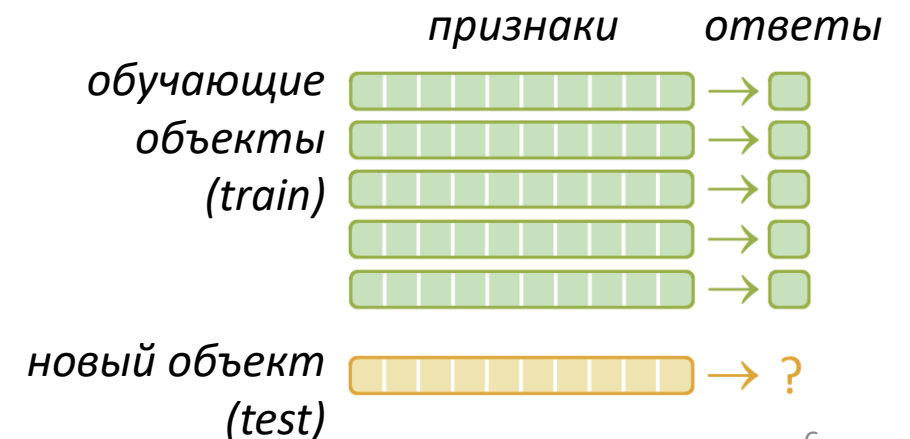 признаки ответы
обучающие
объекты
(train)
новый объект
?
(test)